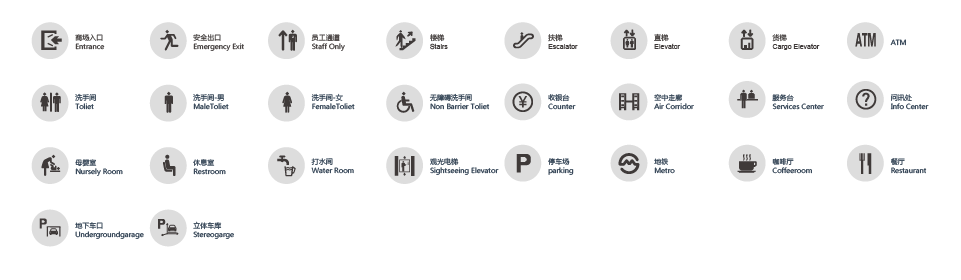 商场入口
Entrance
安全出口
Emergency Exit
员工通道
Staff Only
楼梯
Stairs
扶梯
Escalator
直梯
Elevator
货梯
Cargo Elevator
ATM
ATM
洗手间
Toliet
洗手间-男
MaleToliet
洗手间-女
FemaleToliet
无障碍洗手间
Non Barrier Toliet
¥
收银台
Counter
空中走廊
Air Corridor
服务台
Services Center
?
问讯处
Info Center
母婴室
Nursely Room
休息室
Restroom
打水间
Water Room
观光电梯
Sightseeing Elevator
P
停车场
parking
地铁
Metro
咖啡厅
Coffeeroom
餐厅
Restaurant
P
地下车口
Undergroundgarage
P
立体车库
Stereogarge